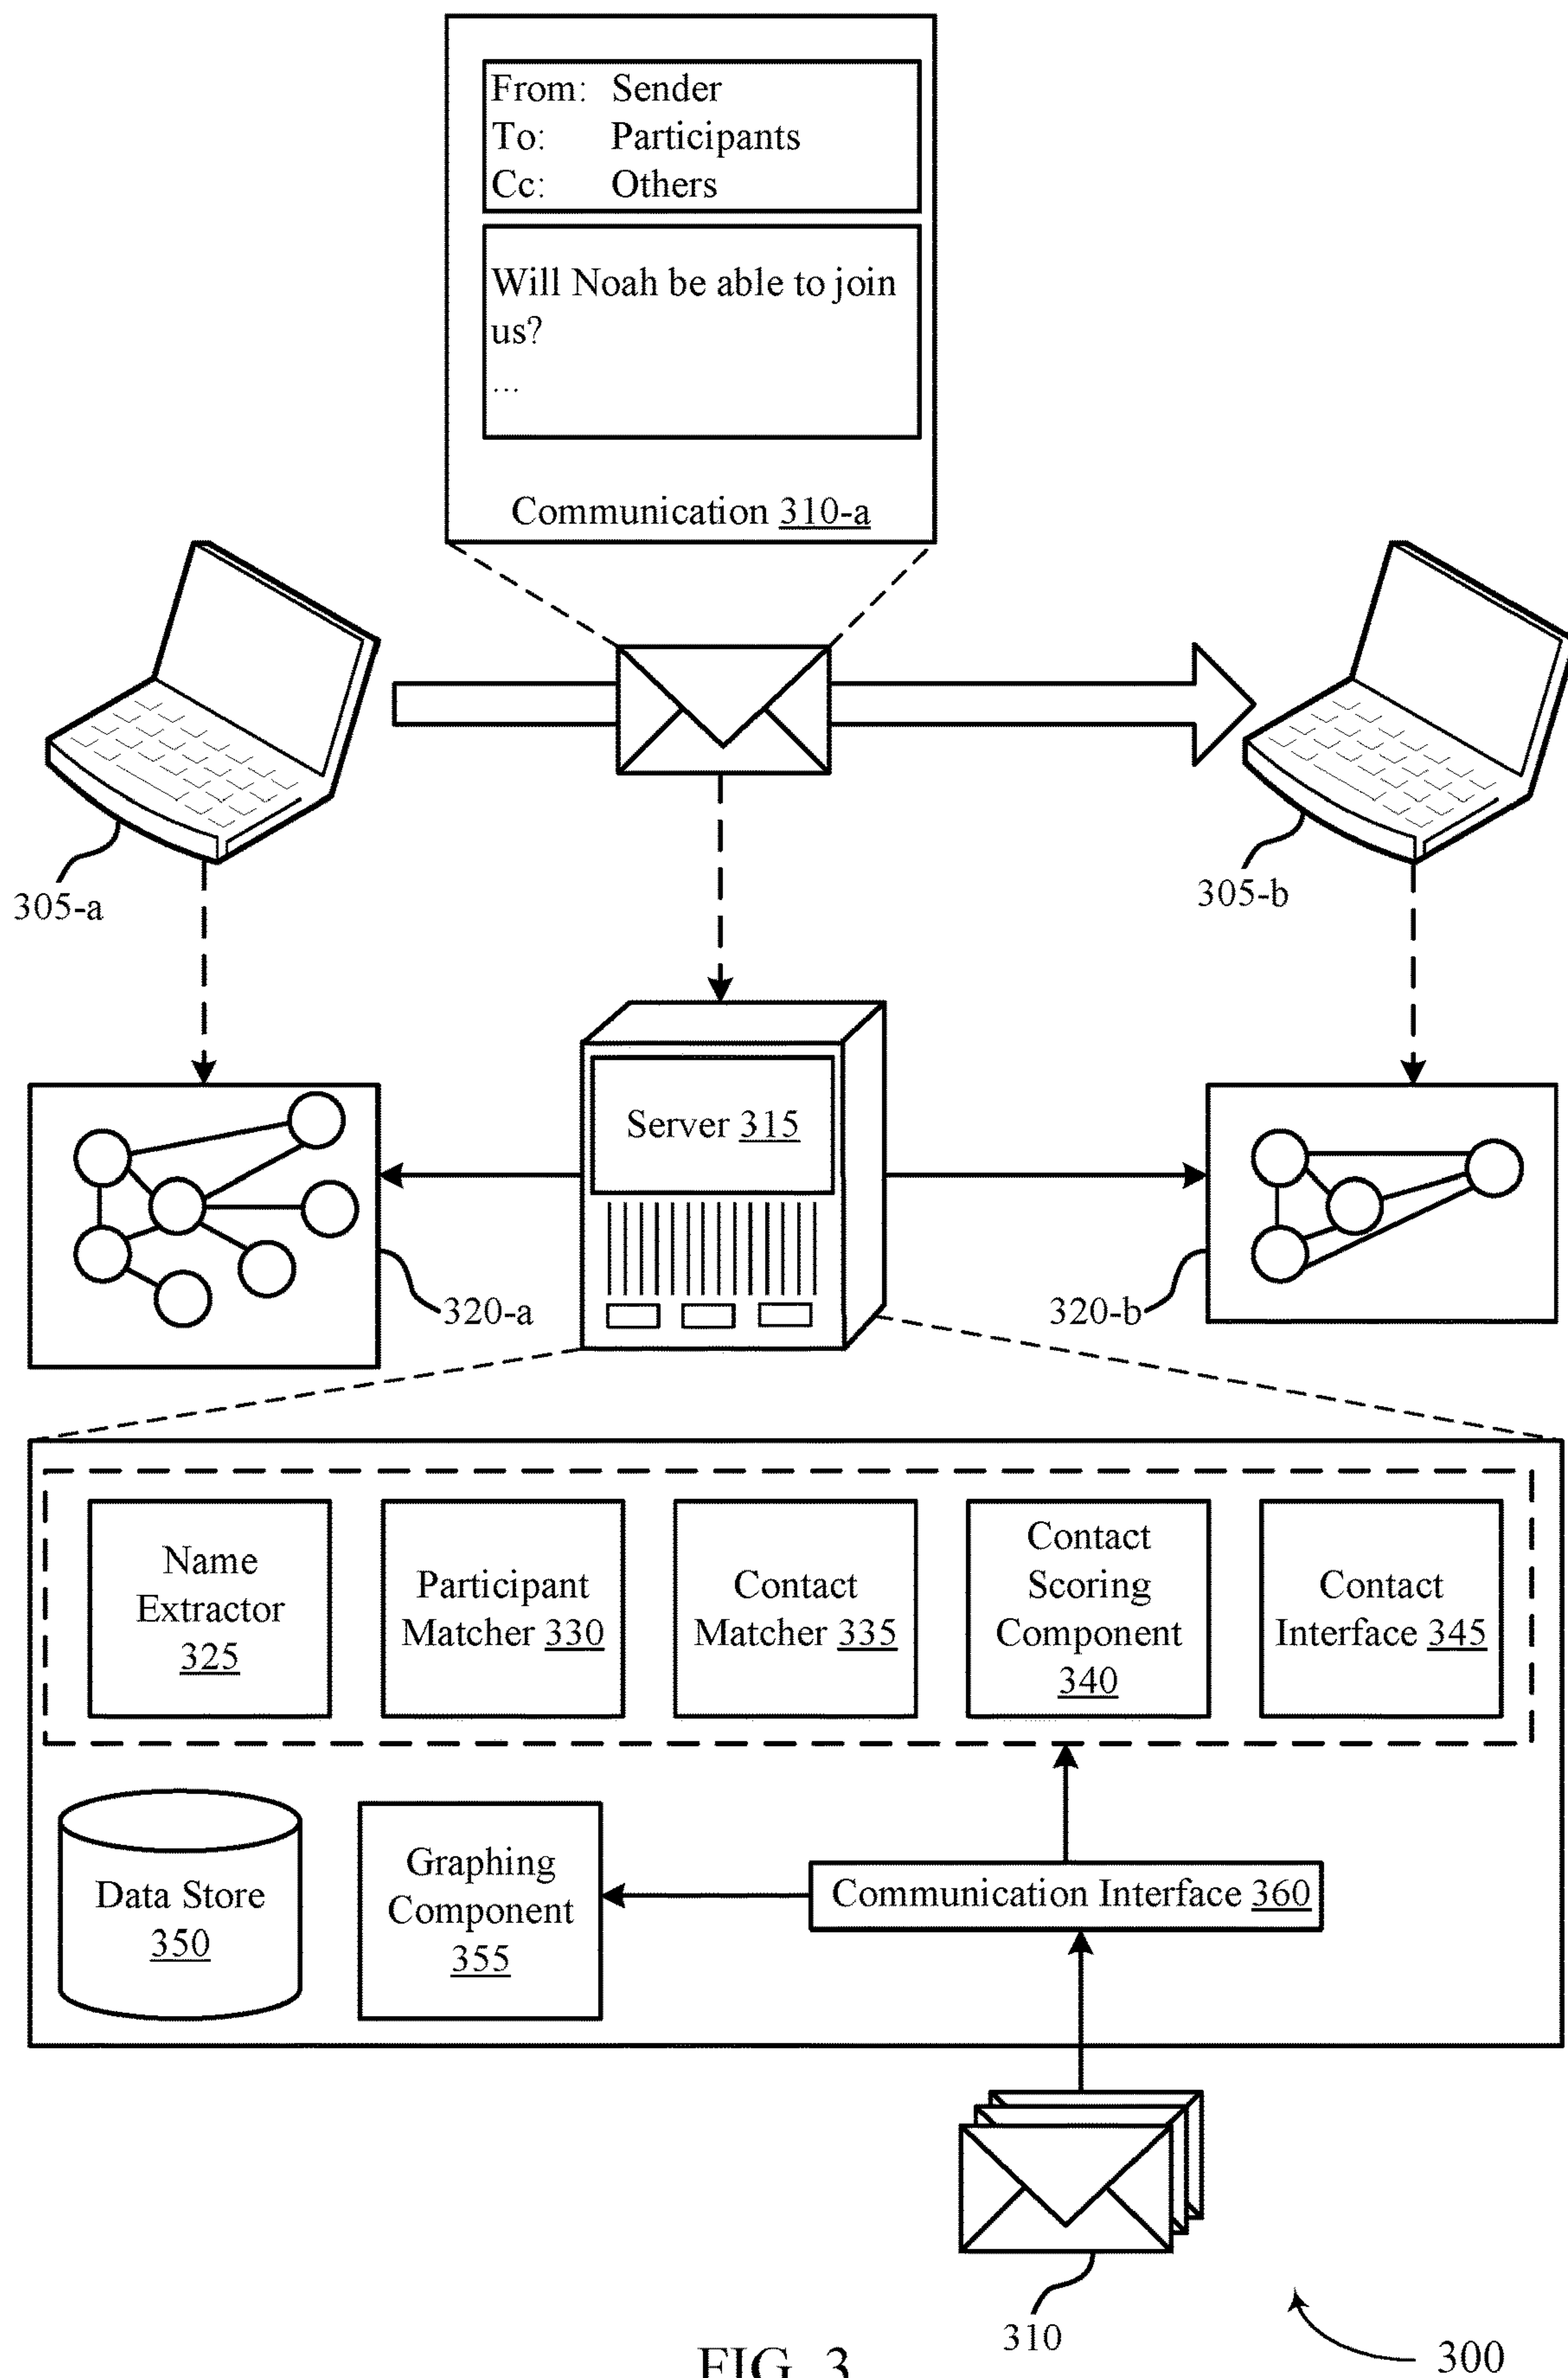 From: Sender
To: Participants
Cc: Others
Will Noah be able to join
us?
...
Communication 310-a
305-a
305-b
Server 315
320-a
320-b
Name
Extractor
325
Participant
Matcher 330
Contact
Matcher 335
Contact
Scoring
Component
340
Contact
Interface 345
Data Store
350
Graphing
Component
355
Communication Interface 360
310
300
FIG. 3